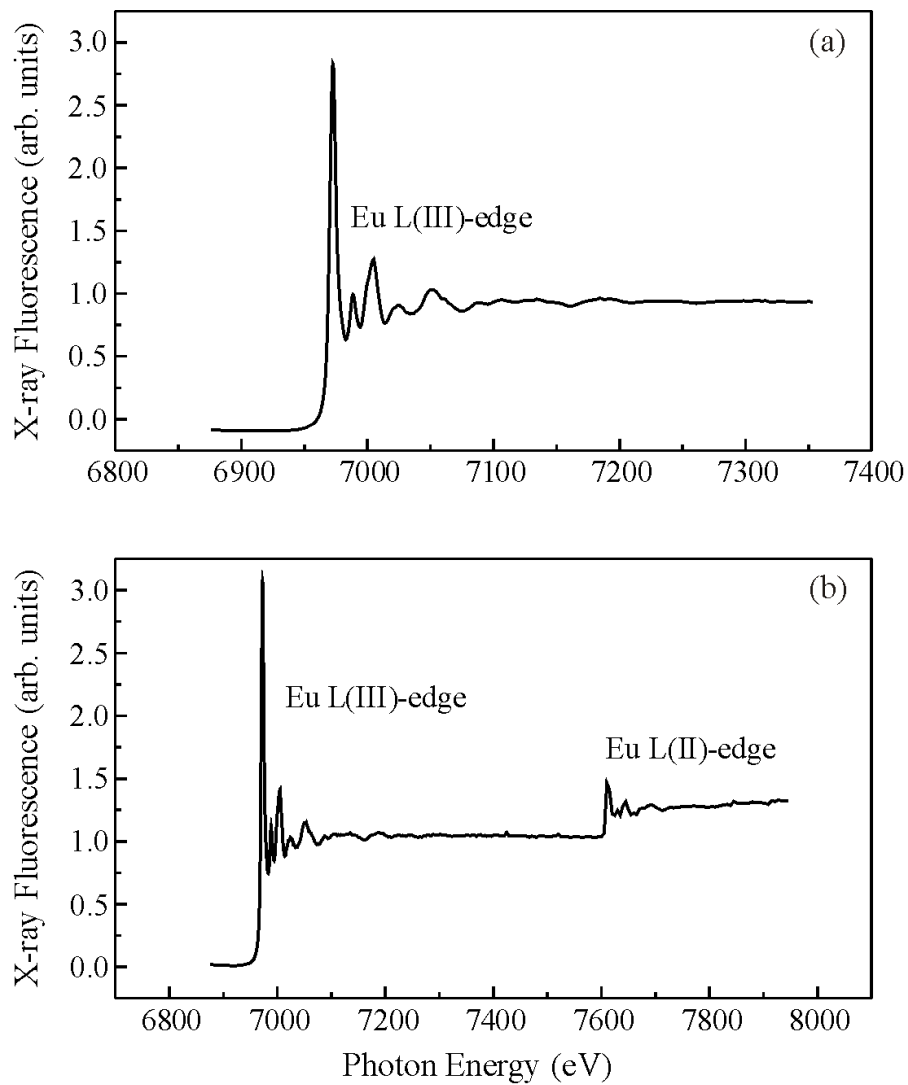 (a)
X-ray Fluorescence (arb. units)
3.0
2.5
2.0
1.5
1.0
0.5
0.0
Eu L(III)-edge
6800 6900 7000 7100 7200 7300 7400
(b)
X-ray Fluorescence (arb. units)
3.0
2.5
2.0
1.5
1.0
0.5
0.0
Eu L(III)-edge
Eu L(II)-edge
6800 7000 7200 7400 7600 7800 8000
Photon Energy (eV)